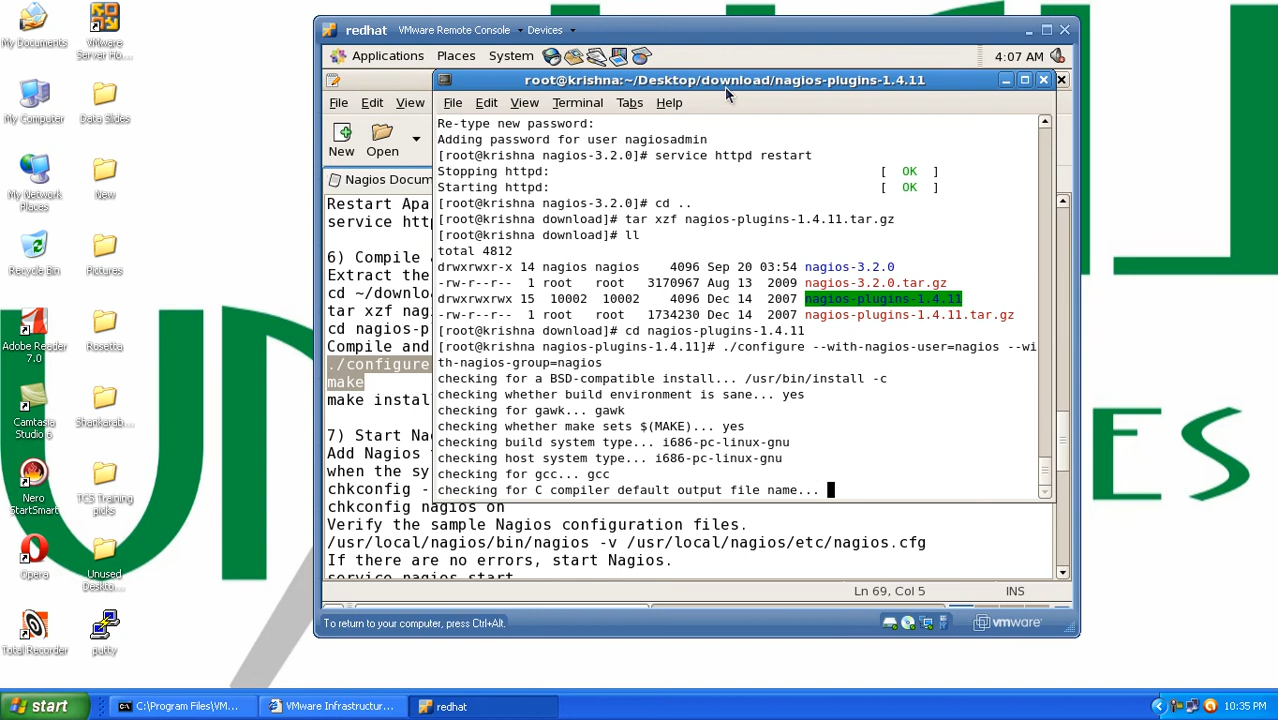 redhat VMware Remote Console Devices
Applications Places System 4:07 AM
root@krishna:~/Desktop/download/nagios-plugins-1.4.11
File Edit View
File Edit View Terminal Tabs Help
New Open
Nagios Docum
Restart Apa
service htt
6) Compile
Extract the
cd ~/downlo
tar xzf nag
cd nagios-p
Compile and
./configure
make
make instal
7) Start Nag
Add Nagios
when the sy
chkconfig -
chkconfig nagios on
Verify the sample Nagios configuration files.
/usr/local/nagios/bin/nagios -v /usr/local/nagios/etc/nagios.cfg
If there are no errors, start Nagios.
service nagios start
Re-type new password:
Adding password for user nagiosadmin
[root@krishna nagios-3.2.0]# service httpd restart
Stopping httpd: [ OK ]
Starting httpd: [ OK ]
[root@krishna nagios-3.2.0]# cd ..
[root@krishna download]# tar xzf nagios-plugins-1.4.11.tar.gz
[root@krishna download]# ll
total 4812
drwxrwxr-x 14 nagios nagios 4096 Sep 20 03:54 nagios-3.2.0
-rw-r--r-- 1 root root 3170967 Aug 13 2009 nagios-3.2.0.tar.gz
drwxrwxrwx 15 10002 10002 4096 Dec 14 2007 nagios-plugins-1.4.11
-rw-r--r-- 1 root root 1734230 Dec 14 2007 nagios-plugins-1.4.11.tar.gz
[root@krishna download]# cd nagios-plugins-1.4.11
[root@krishna nagios-plugins-1.4.11]# ./configure --with-nagios-user=nagios --wi
th-nagios-group=nagios
checking for a BSD-compatible install... /usr/bin/install -c
checking whether build environment is sane... yes
checking for gawk... gawk
checking whether make sets $(MAKE)... yes
checking build system type... i686-pc-linux-gnu
checking host system type... i686-pc-linux-gnu
checking for gcc... gcc
checking for C compiler default output file name...
Ln 69, Col 5 INS
To return to your computer, press Ctrl+Alt.
vmware
My Documents
VMware Server Ho...
My Computer
Data Slides
My Network Places
New
Recycle Bin
Pictures
Adobe Reader 7.0
Rosetta
Camtasia Studio 6
Shankarab...
Nero StartSmart
TCS Training picks
Opera
Unused Deskto...
Total Recorder
putty
start C:\Program Files\VM... VMware Infrastructur... redhat 10:35 PM